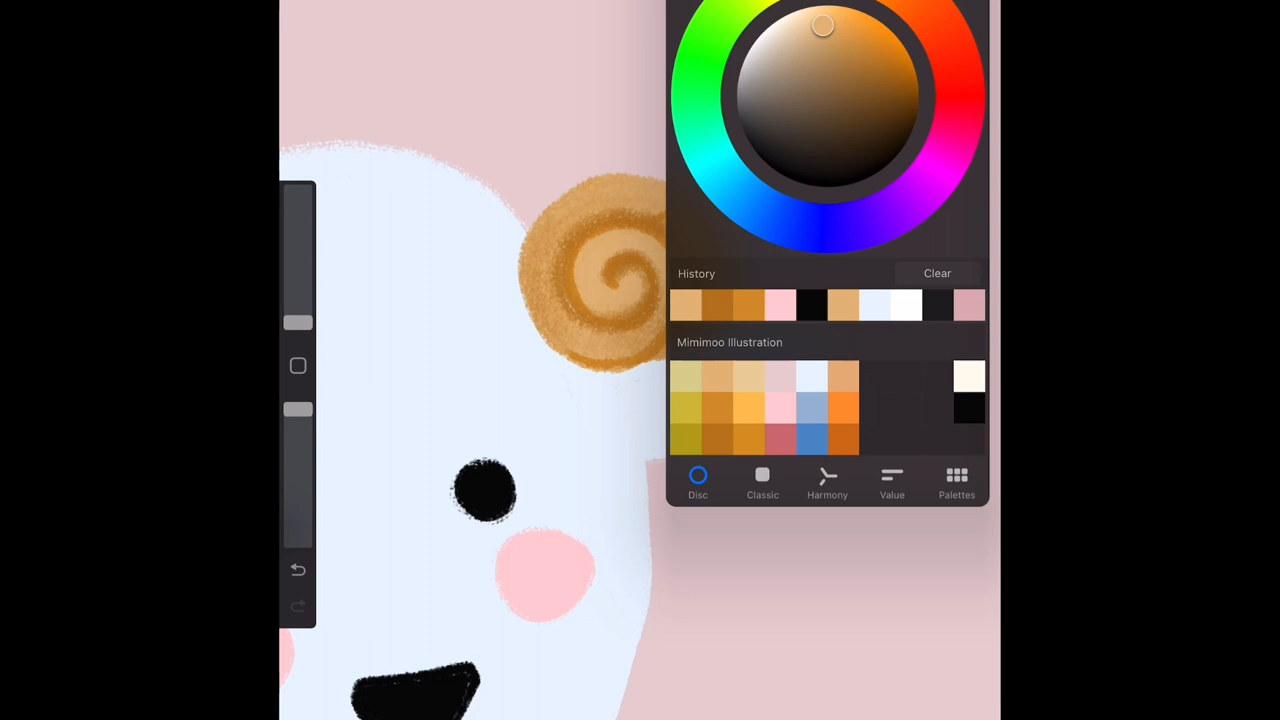 History
Clear
Mimimoo Illustration
Disc
Classic
Harmony
Value
Palettes